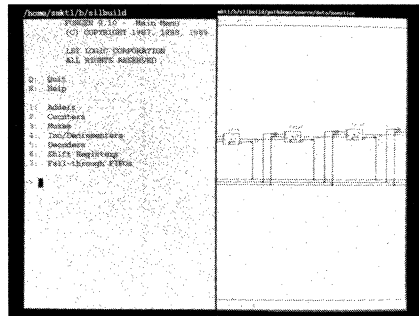 /home/smktl/b/silbuild
FUNGEN 9.10 - Main Menu
(C) COPYRIGHT 1987, 1988, 1989
LSI LOGIC CORPORATION
ALL RIGHTS RESERVED
Q: Quit
H: Help
1: Adders
2: Counters
3: Muxes
4: Inc/Decrementers
5: Decoders
6: Shift Registers
7: Fall-through FIFOs